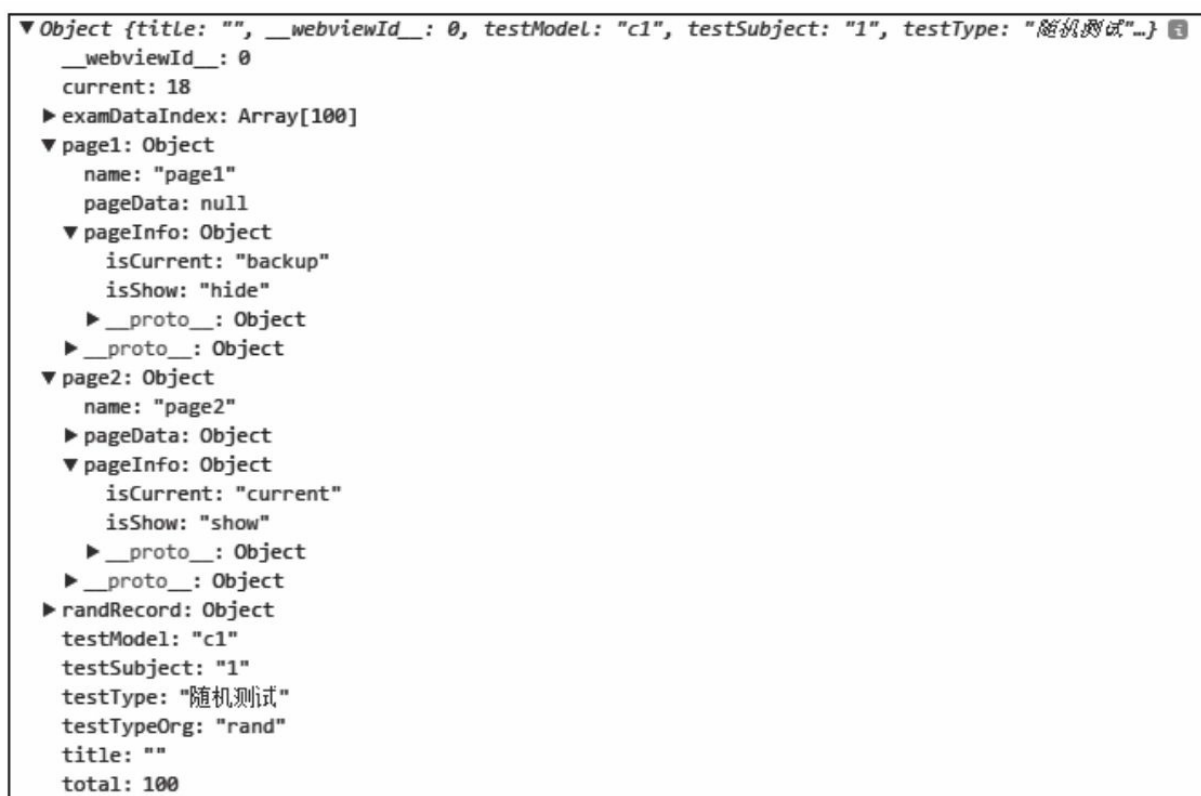 ▼Object {title: "", __webviewId__: 0, testModel: "c1", testSubject: "1", testType: "随机测试"…} i
__webviewId__: 0
current: 18
▶examDataIndex: Array[100]
▼page1: Object
name: "page1"
pageData: null
▼pageInfo: Object
isCurrent: "backup"
isShow: "hide"
▶__proto__: Object
▶__proto__: Object
▼page2: Object
name: "page2"
▶pageData: Object
▼pageInfo: Object
isCurrent: "current"
isShow: "show"
▶__proto__: Object
▶__proto__: Object
▶randRecord: Object
testModel: "c1"
testSubject: "1"
testType: "随机测试"
testTypeOrg: "rand"
title: ""
total: 100